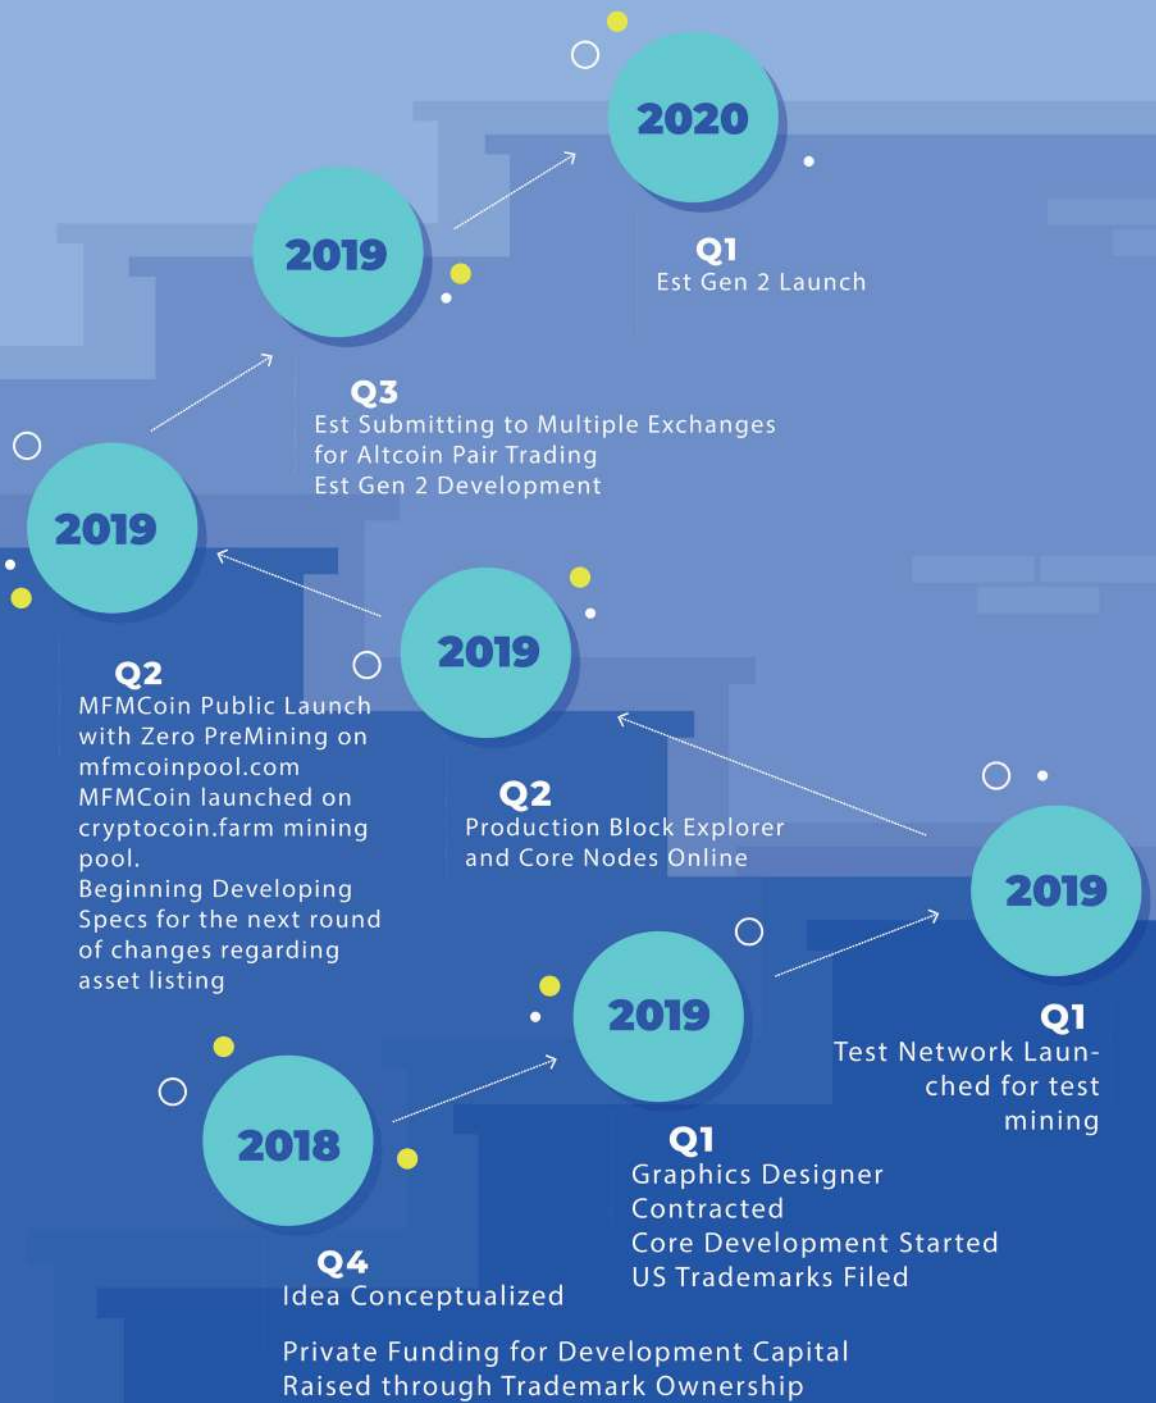 2020
Q1
Est Gen 2 Launch
2019
Q3
Est Submitting to Multiple Exchanges
for Altcoin Pair Trading
Est Gen 2 Development
2019
Q2
MFMCoin Public Launch
with Zero PreMining on
mfmcoinpool.com
MFMCoin launched on
cryptocoin.farm mining
pool.
Beginning Developing
Specs for the next round
of changes regarding
asset listing
2019
Q2
Production Block Explorer
and Core Nodes Online
2019
Q1
Test Network Laun-
ched for test
mining
2019
Q1
Graphics Designer
Contracted
Core Development Started
US Trademarks Filed
2018
Q4
Idea Conceptualized
Private Funding for Development Capital
Raised through Trademark Ownership